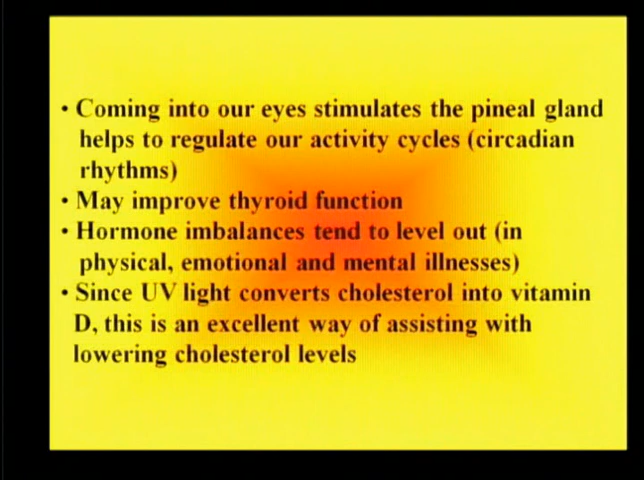 • Coming into our eyes stimulates the pineal gland
helps to regulate our activity cycles (circadian
rhythms)
• May improve thyroid function
• Hormone imbalances tend to level out (in
physical, emotional and mental illnesses)
• Since UV light converts cholesterol into vitamin
D, this is an excellent way of assisting with
lowering cholesterol levels